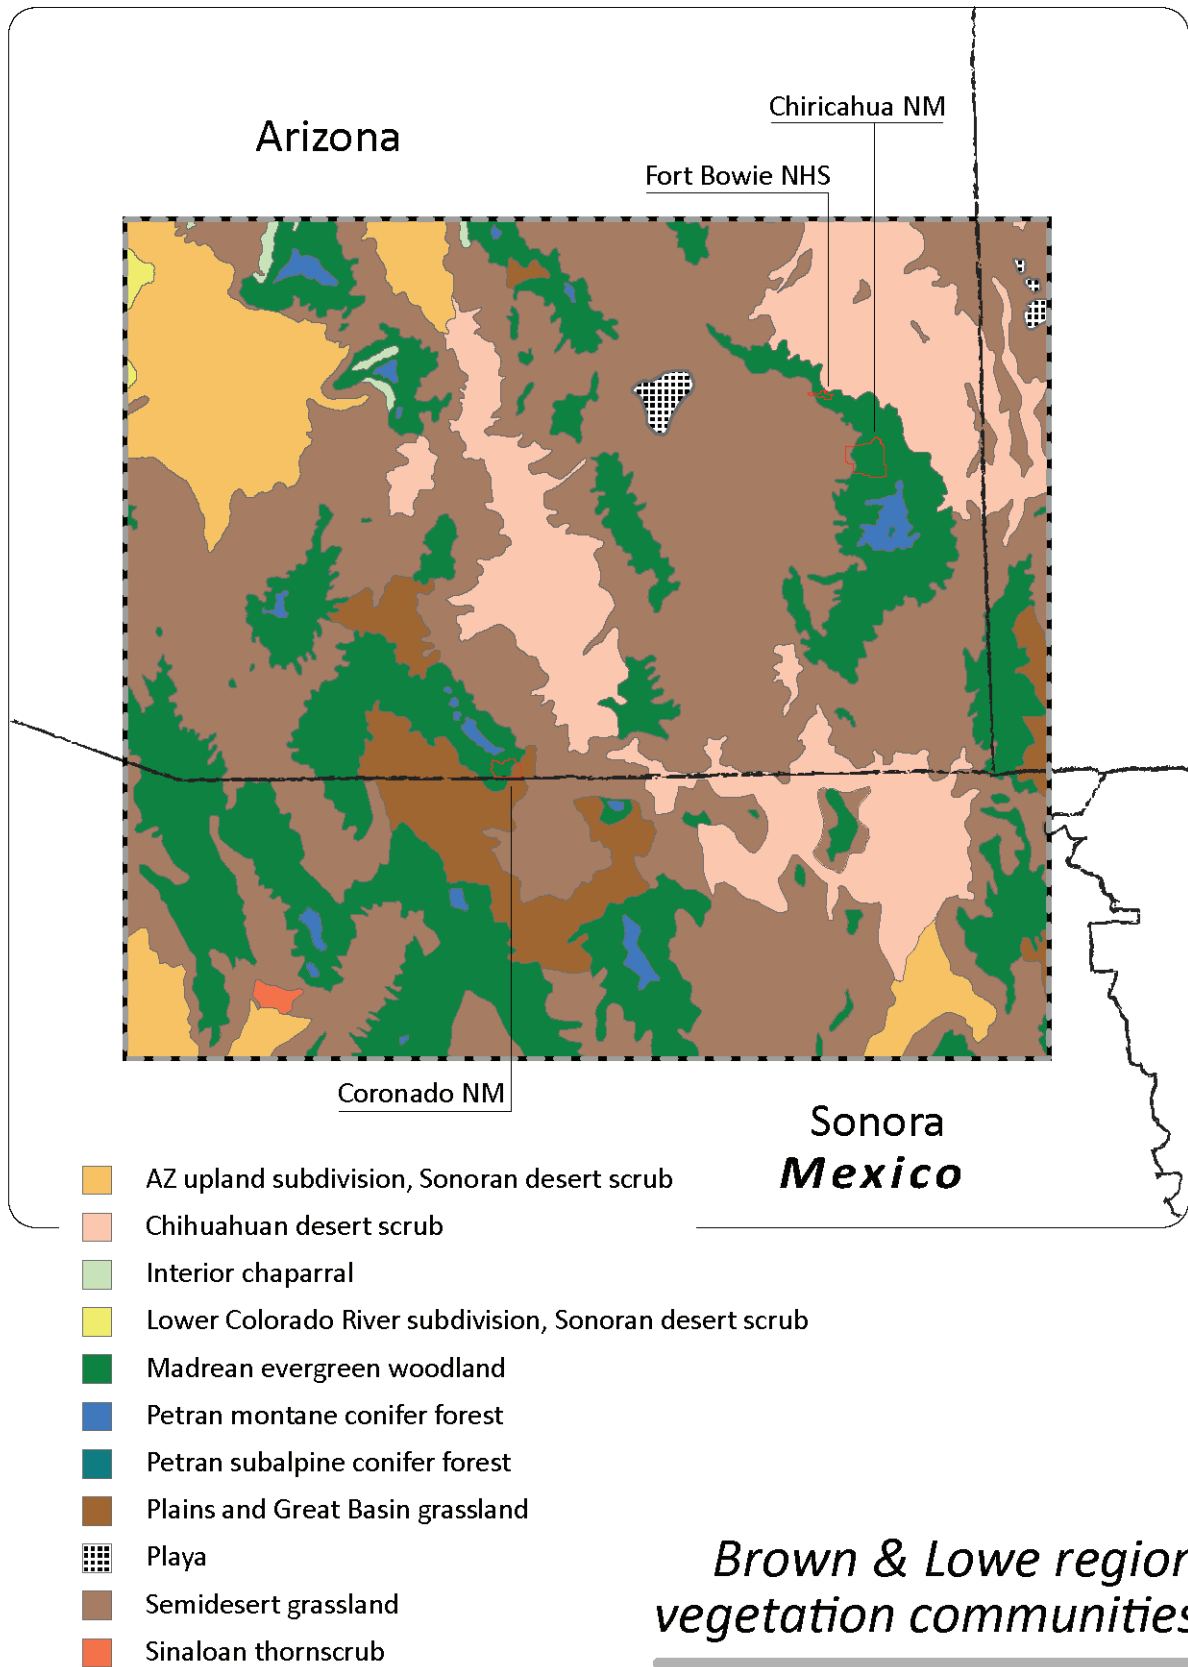 Arizona
Chiricahua NM
Fort Bowie NHS
Coronado NM
Sonora
Mexico
AZ upland subdivision, Sonoran desert scrub
Chihuahuan desert scrub
Interior chaparral
Lower Colorado River subdivision, Sonoran desert scrub
Madrean evergreen woodland
Petran montane conifer forest
Petran subalpine conifer forest
Plains and Great Basin grassland
Playa
Semidesert grassland
Sinaloan thornscrub
Brown & Lowe region
vegetation communities